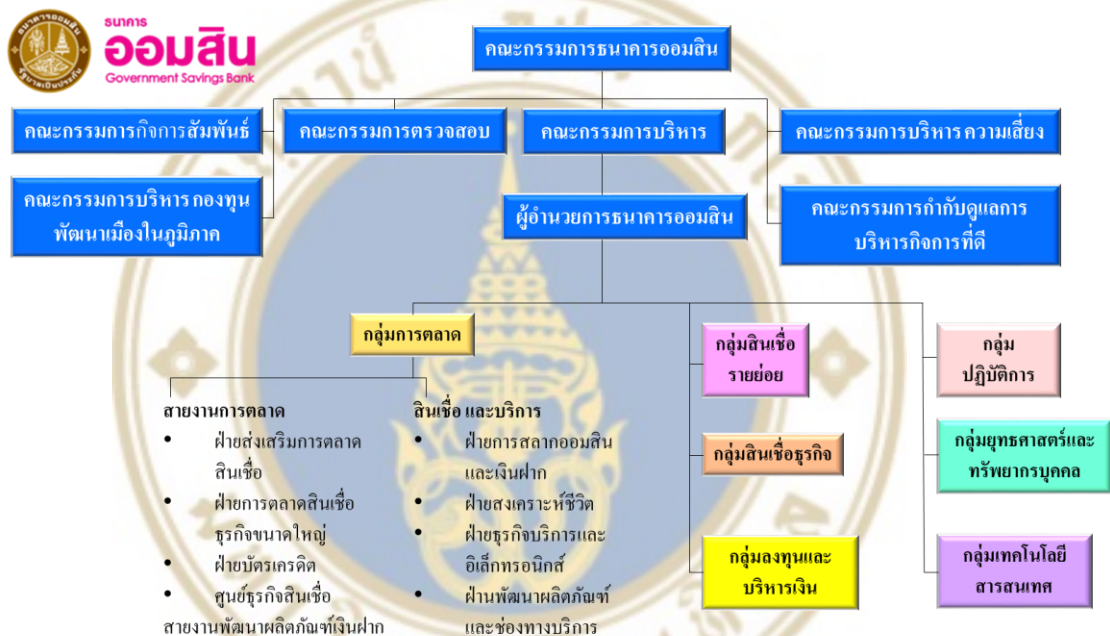 ธนาคารออมสิน
รัฐบาลเป็นประกัน
ธนาคาร
ออมสิน
Government Savings Bank
คณะกรรมการธนาคารออมสิน
คณะกรรมการกิจการสัมพันธ์
คณะกรรมการตรวจสอบ
คณะกรรมการบริหาร
คณะกรรมการบริหารความเสี่ยง
คณะกรรมการบริหารกองทุน
พัฒนาเมืองในภูมิภาค
ผู้อำนวยการธนาคารออมสิน
คณะกรรมการกำกับดูแลการ
บริหารกิจการที่ดี
กลุ่มการตลาด
กลุ่มสินเชื่อ
รายย่อย
กลุ่ม
ปฏิบัติการ
สายงานการตลาด
• ฝ่ายส่งเสริมการตลาด
สินเชื่อ
• ฝ่ายการตลาดสินเชื่อ
ธุรกิจขนาดใหญ่
• ฝ่ายบัตรเครดิต
• ศูนย์ธุรกิจสินเชื่อ
สายงานพัฒนาผลิตภัณฑ์เงินฝาก
สินเชื่อ และบริการ
• ฝ่ายการสลากออมสิน
และเงินฝาก
• ฝ่ายสงเคราะห์ชีวิต
• ฝ่ายธุรกิจบริการและ
อิเล็กทรอนิกส์
• ฝ่านพัฒนาผลิตภัณฑ์
และช่องทางบริการ
กลุ่มสินเชื่อธุรกิจ
กลุ่มยุทธศาสตร์และ
ทรัพยากรบุคคล
กลุ่มลงทุนและ
บริหารเงิน
กลุ่มเทคโนโลยี
สารสนเทศ